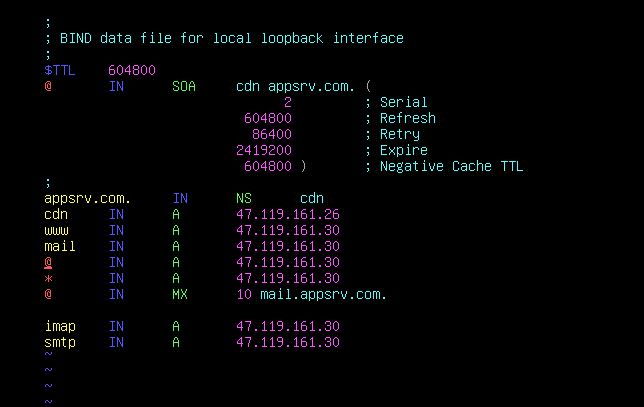 ;
; BIND data file for local loopback interface
;
$TTL    604800
@       IN      SOA     cdn appsrv.com. (
                              2         ; Serial
                         604800         ; Refresh
                          86400         ; Retry
                        2419200         ; Expire
                         604800 )       ; Negative Cache TTL
;
appsrv.com.     IN      NS      cdn
cdn     IN      A       47.119.161.26
www     IN      A       47.119.161.30
mail    IN      A       47.119.161.30
@       IN      A       47.119.161.30
*       IN      A       47.119.161.30
@       IN      MX      10 mail.appsrv.com.

imap    IN      A       47.119.161.30
smtp    IN      A       47.119.161.30
~
~
~
~